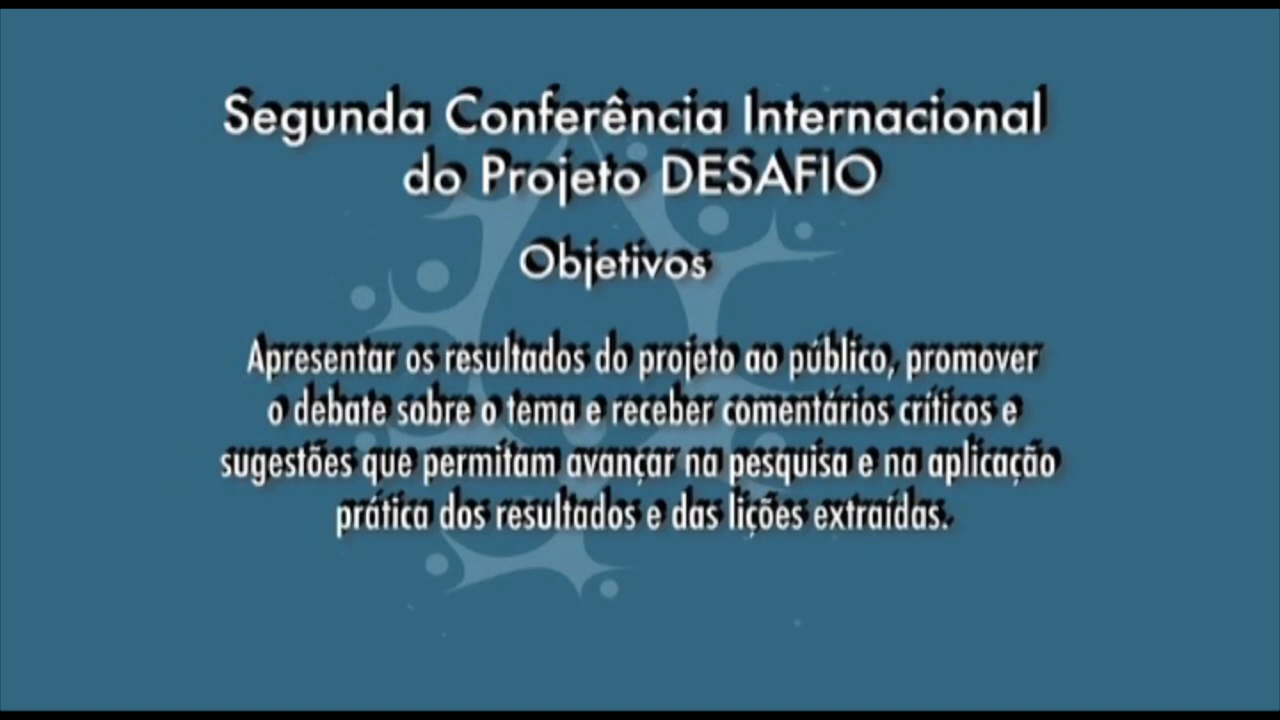 Segunda Conferência Internacional
do Projeto DESAFIO
Objetivos
Apresentar os resultados do projeto ao público, promover
o debate sobre o tema e receber comentários críticos e
sugestões que permitam avançar na pesquisa e na aplicação
prática dos resultados e das lições extraídas.